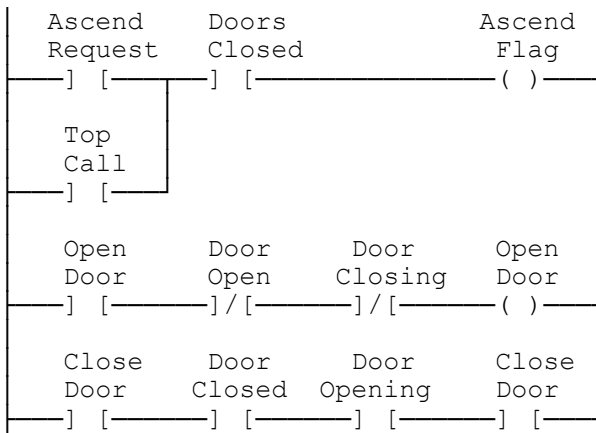 Ascend Doors Ascend
Request Closed Flag
] [ ] [ ( )
Top
Call
] [
Open Door Door Open
Door Open Closing Door
] [ ]/[ ]/[ ( )
Close Door Door Close
Door Closed Opening Door
] [ ] [ ] [ ] [